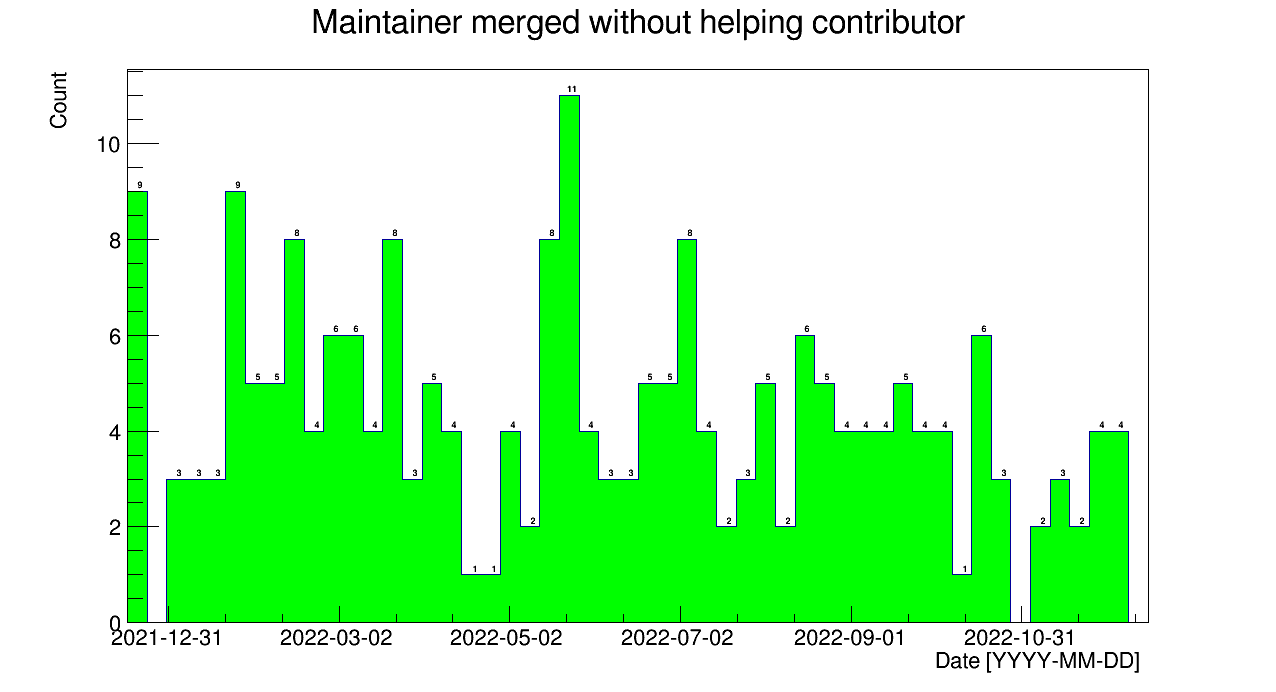 Maintainer merged without helping contributor
Count
11
10
9 9
8 8 8 8 8
6 6 6 6 6
5 5 5 5 5 5 5 5
4 4 4 4 4 4 4 4 4 4 4 4 4 4
3 3 3 3 3 3 3 3 3
2 2 2 2 2 2
1 1 1
0
2021-12-31 2022-03-02 2022-05-02 2022-07-02 2022-09-01 2022-10-31
Date [YYYY-MM-DD]